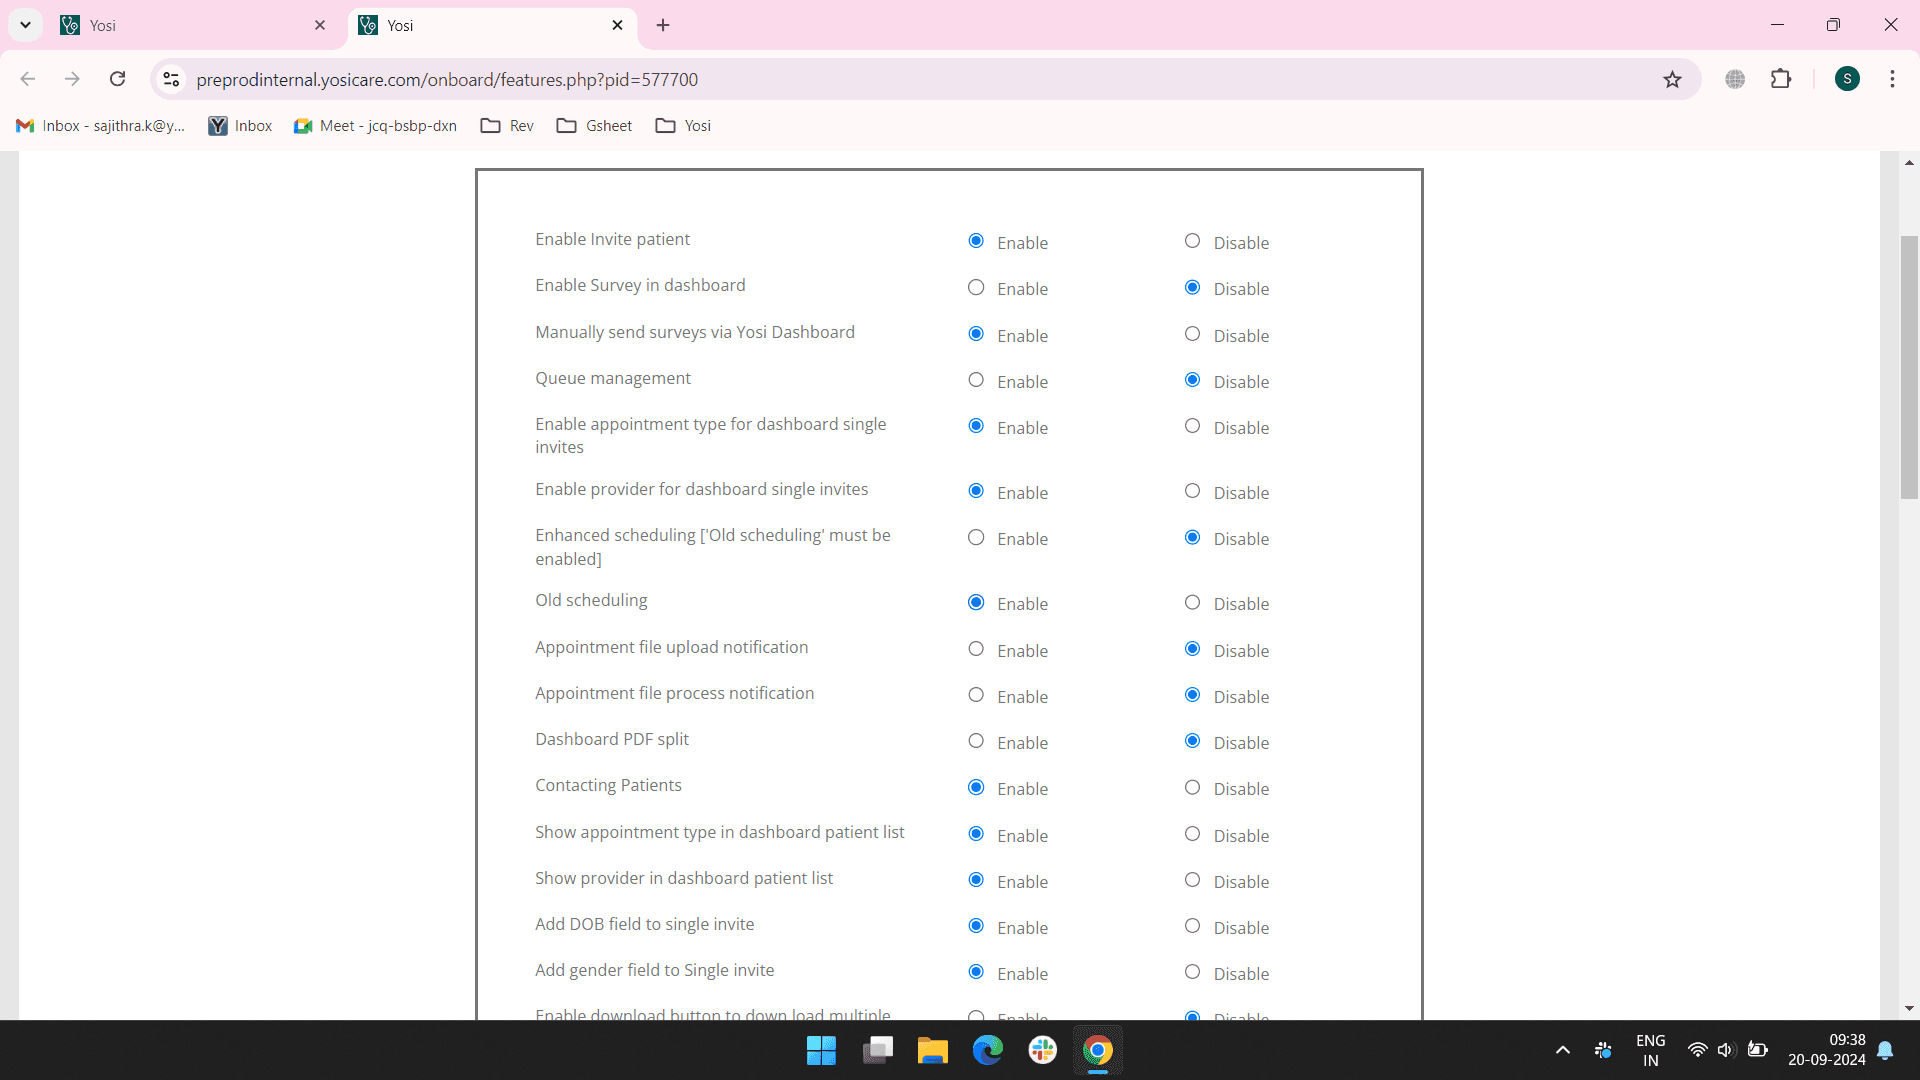 Yosi
Yosi
preprodinternal.yosicare.com/onboard/features.php?pid=577700
S
Inbox - sajithra.k@y...
Inbox
Meet - jcq-bsbp-dxn
Rev
Gsheet
Yosi
Enable Invite patient Enable Disable
Enable Survey in dashboard Enable Disable
Manually send surveys via Yosi Dashboard Enable Disable
Queue management Enable Disable
Enable appointment type for dashboard single Enable Disable
invites
Enable provider for dashboard single invites Enable Disable
Enhanced scheduling ['Old scheduling' must be Enable Disable
enabled]
Old scheduling Enable Disable
Appointment file upload notification Enable Disable
Appointment file process notification Enable Disable
Dashboard PDF split Enable Disable
Contacting Patients Enable Disable
Show appointment type in dashboard patient list Enable Disable
Show provider in dashboard patient list Enable Disable
Add DOB field to single invite Enable Disable
Add gender field to Single invite Enable Disable
Enable download button to down load multiple Enable Disable
ENG
IN
09:38
20-09-2024